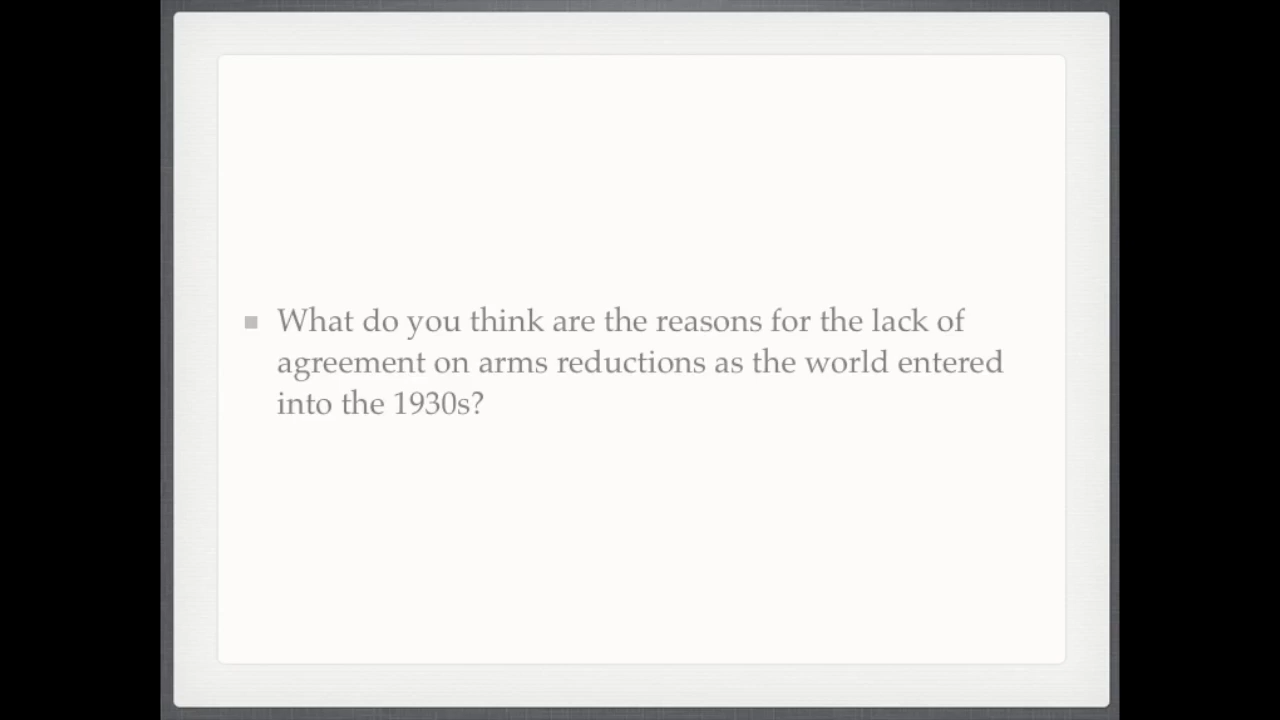 What do you think are the reasons for the lack of
agreement on arms reductions as the world entered
into the 1930s?